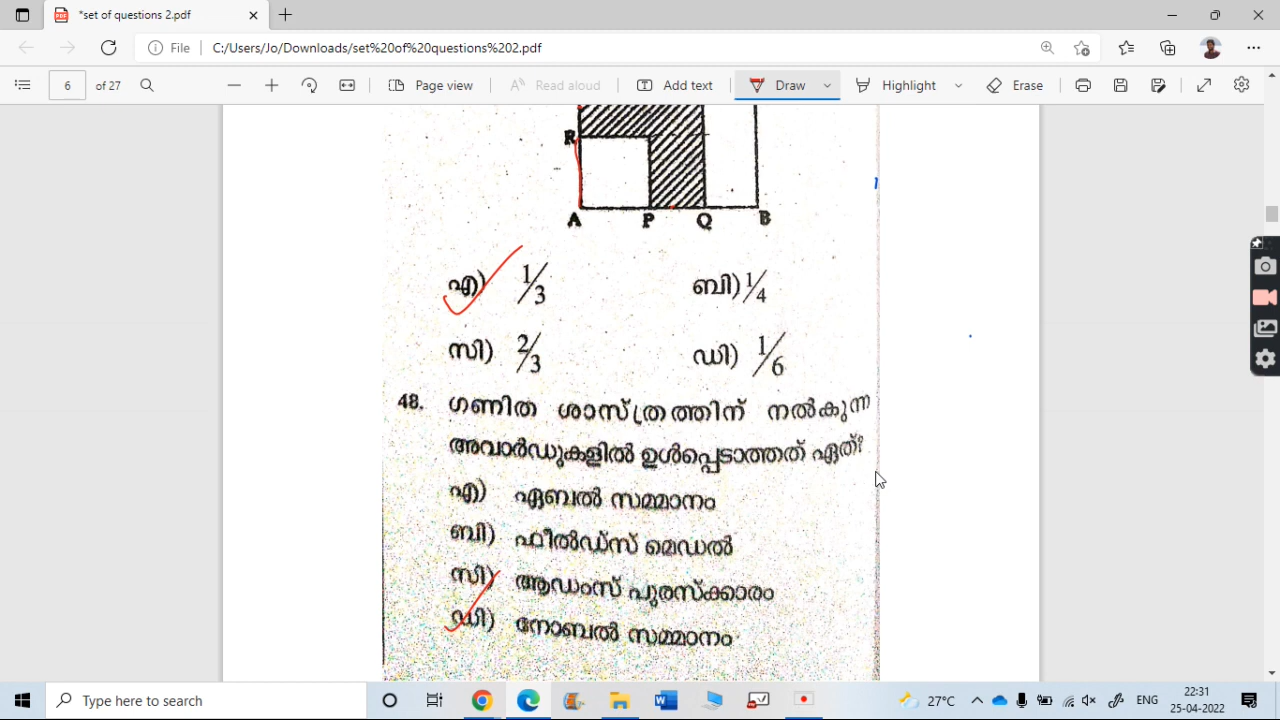 *set of questions 2.pdf
File C:/Users/Jo/Downloads/set%20of%20questions%202.pdf
6 of 27 Page view Read aloud Add text Draw Highlight Erase
R
A P Q B
എ) 1/3 ബി) 1/4
സി) 2/3 ഡി) 1/6
48. ഗണിത ശാസ്ത്രത്തിന് നൽകുന്ന
അവാർഡുകളിൽ ഉൾപ്പെടാത്തത് ഏത്?
എ) ഏബൽ സമ്മാനം
ബി) ഫീൽഡ്സ് മെഡൽ
സി) ആഡംസ് പുരസ്ക്കാരം
ഡി) നോബൽ സമ്മാനം
Type here to search 27°C ENG 22:31
25-04-2022